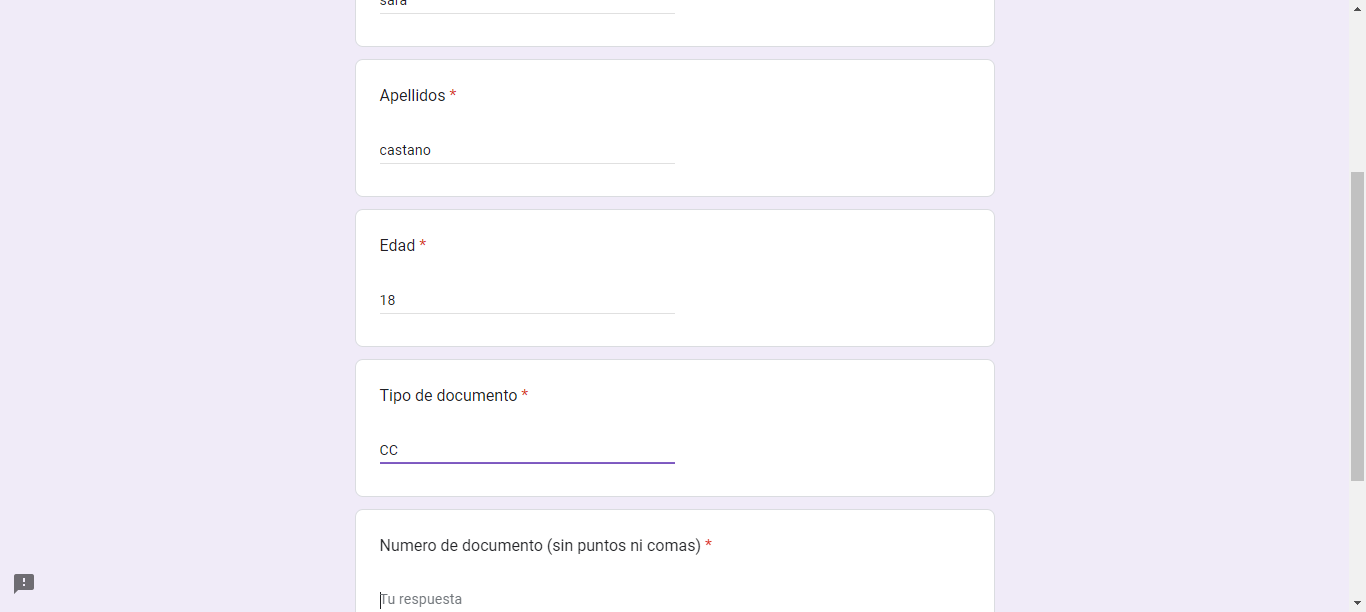 sara
Apellidos *
castano
Edad *
18
Tipo de documento *
CC
Numero de documento (sin puntos ni comas) *
Tu respuesta